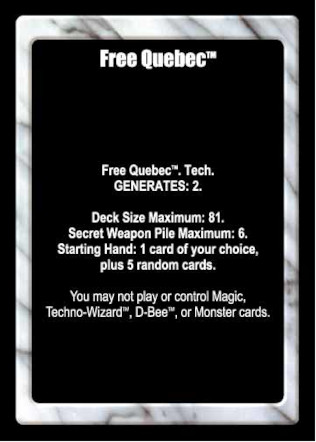 Free Quebec™
Free Quebec™. Tech.
GENERATES: 2.
Deck Size Maximum: 81.
Secret Weapon Pile Maximum: 6.
Starting Hand: 1 card of your choice,
plus 5 random cards.
You may not play or control Magic,
Techno-Wizard™, D-Bee™, or Monster cards.